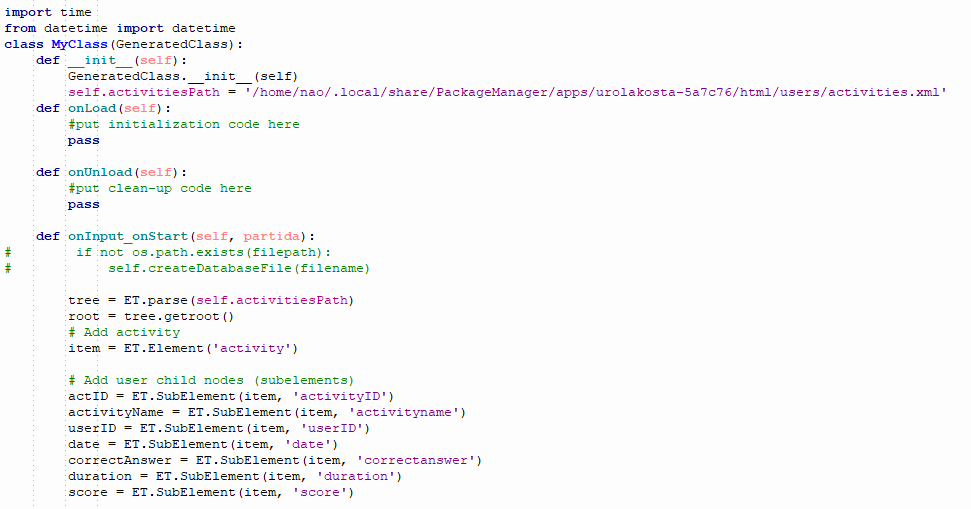 import time
from datetime import datetime
class MyClass(GeneratedClass):
    def __init__(self):
        GeneratedClass.__init__(self)
        self.activitiesPath = '/home/nao/.local/share/PackageManager/apps/urolakosta-5a7c76/html/users/activities.xml'
    def onLoad(self):
        #put initialization code here
        pass

    def onUnload(self):
        #put clean-up code here
        pass

    def onInput_onStart(self, partida):
#        if not os.path.exists(filepath):
#            self.createDatabaseFile(filename)

        tree = ET.parse(self.activitiesPath)
        root = tree.getroot()
        # Add activity
        item = ET.Element('activity')

        # Add user child nodes (subelements)
        actID = ET.SubElement(item, 'activityID')
        activityName = ET.SubElement(item, 'activityname')
        userID = ET.SubElement(item, 'userID')
        date = ET.SubElement(item, 'date')
        correctAnswer = ET.SubElement(item, 'correctanswer')
        duration = ET.SubElement(item, 'duration')
        score = ET.SubElement(item, 'score')